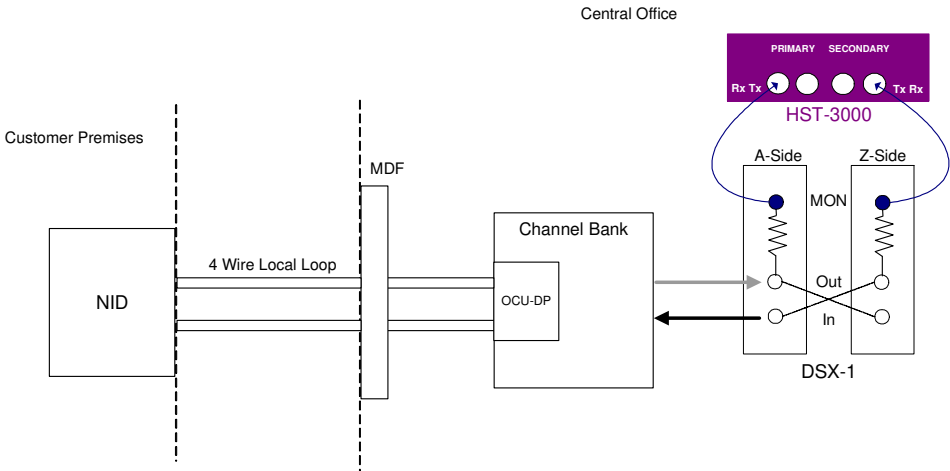 Central Office
PRIMARY SECONDARY
Rx Tx Tx Rx
HST-3000
Customer Premises
A-Side Z-Side
MDF
MON
Channel Bank
4 Wire Local Loop
NID
OCU-DP
Out
In
DSX-1